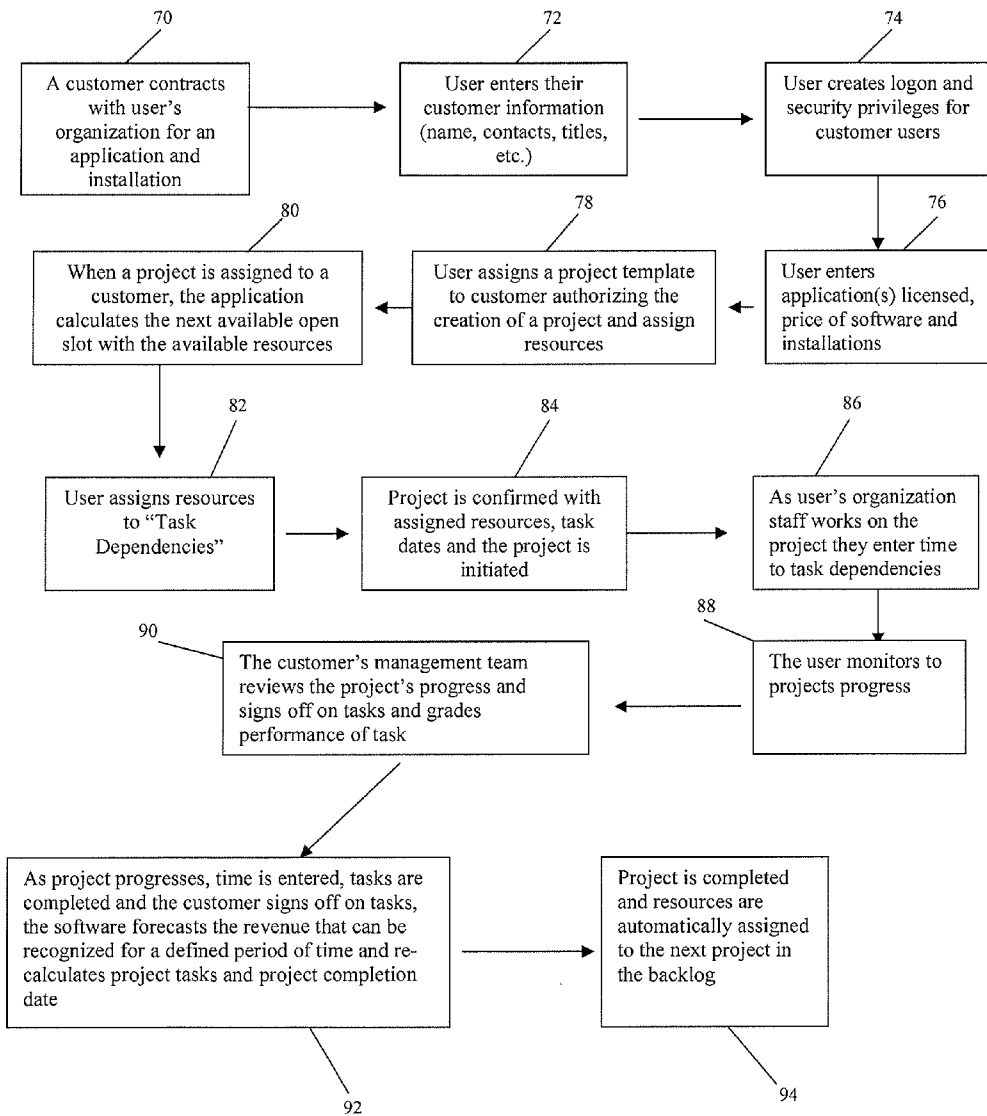 70
A customer contracts
with user's
organization for an
application and
installation
72
User enters their
customer information
(name, contacts, titles,
etc.)
74
User creates logon and
security privileges for
customer users
76
User enters
application(s) licensed,
price of software and
installations
78
User assigns a project template
to customer authorizing the
creation of a project and assign
resources
80
When a project is assigned to a
customer, the application
calculates the next available open
slot with the available resources
82
User assigns resources
to “Task
Dependencies”
84
Project is confirmed with
assigned resources, task
dates and the project is
initiated
86
As user's organization
staff works on the
project they enter time
to task dependencies
88
The user monitors to
projects progress
90
The customer's management team
reviews the project's progress and
signs off on tasks and grades
performance of task
As project progresses, time is entered, tasks are
completed and the customer signs off on tasks,
the software forecasts the revenue that can be
recognized for a defined period of time and re-
calculates project tasks and project completion
date
92
Project is completed
and resources are
automatically assigned
to the next project in
the backlog
94